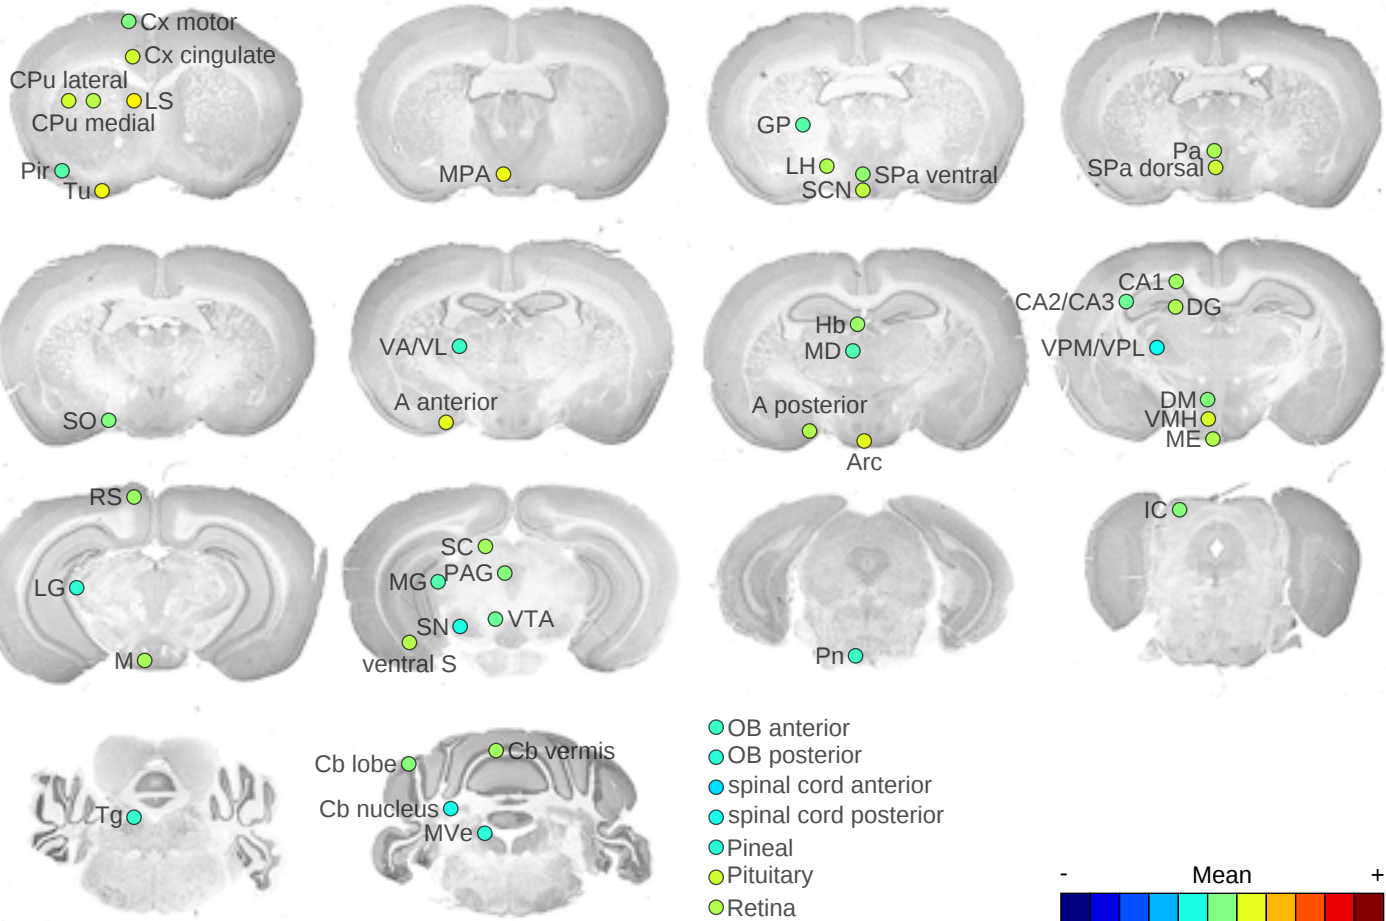 Cx motor
Cx cingulate
CPu lateral
LS
CPu medial
Pir
Tu
MPA
GP
LH
SPa ventral
SCN
Pa
SPa dorsal
SO
VA/VL
A anterior
Hb
MD
A posterior
Arc
CA1
CA2/CA3
DG
VPM/VPL
DM
VMH
ME
RS
LG
M
SC
MG
PAG
SN
VTA
ventral S
Pn
IC
Tg
Cb lobe
Cb vermis
Cb nucleus
MVe
OB anterior
OB posterior
spinal cord anterior
spinal cord posterior
Pineal
Pituitary
Retina
- Mean +